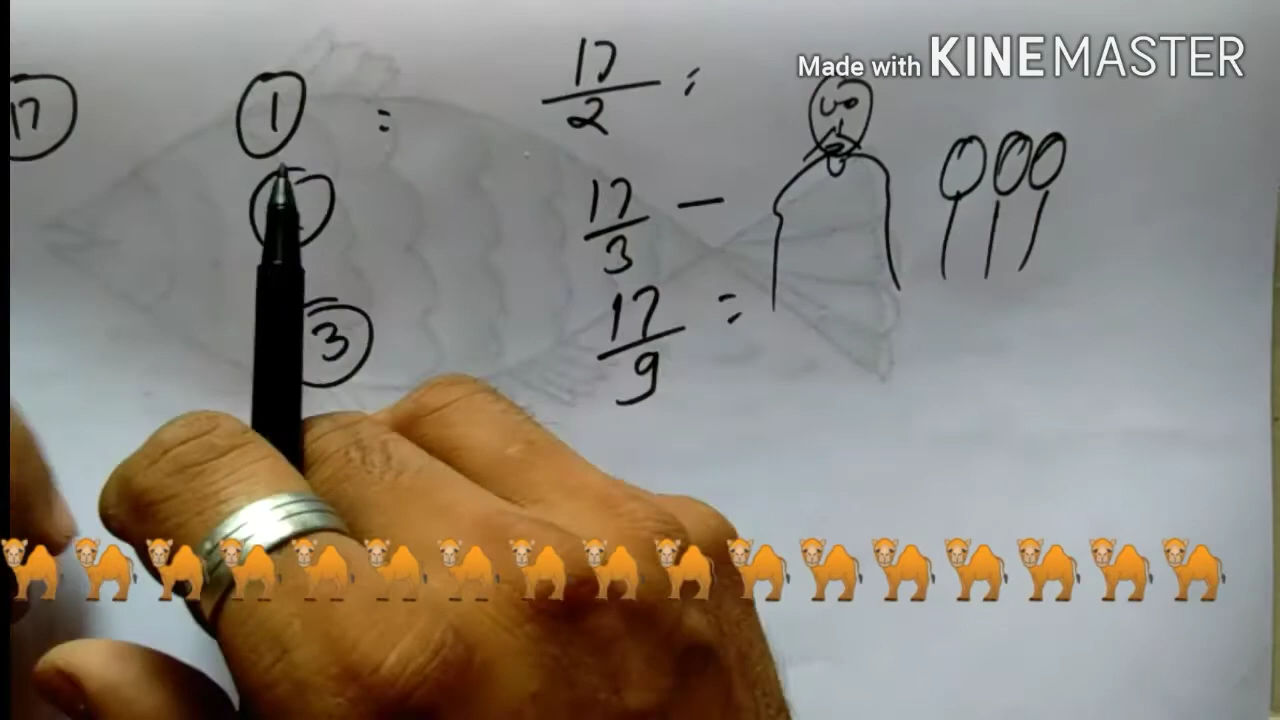 Made with KINEMASTER
17 1 = 17/2 =
17/3 —
3 17/9 =